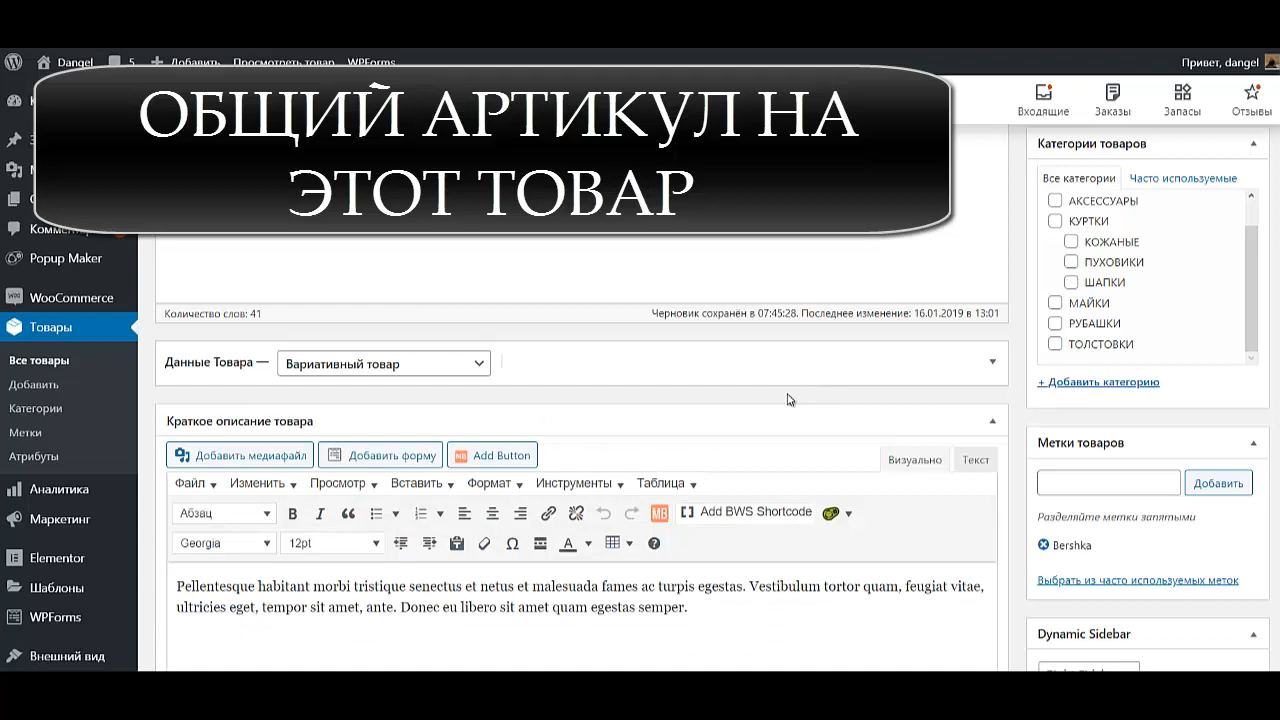 Dangel 5 Добавить Просмотреть товар WPForms Привет, dangel
ОБЩИЙ АРТИКУЛ НА
ЭТОТ ТОВАР
Входящие Заказы Запасы Отзывы
Popup Maker
WooCommerce
Товары
Все товары
Добавить
Категории
Метки
Атрибуты
Аналитика
Маркетинг
Elementor
Шаблоны
WPForms
Внешний вид
Количество слов: 41 Черновик сохранён в 07:45:28. Последнее изменение: 16.01.2019 в 13:01
Данные Товара — Вариативный товар
Краткое описание товара
Добавить медиафайл Добавить форму MB Add Button
Визуально Текст
Файл Изменить Просмотр Вставить Формат Инструменты Таблица
Абзац MB Add BWS Shortcode
Georgia 12pt
Pellentesque habitant morbi tristique senectus et netus et malesuada fames ac turpis egestas. Vestibulum tortor quam, feugiat vitae,
ultricies eget, tempor sit amet, ante. Donec eu libero sit amet quam egestas semper.
Категории товаров
Все категории Часто используемые
АКСЕССУАРЫ
КУРТКИ
КОЖАНЫЕ
ПУХОВИКИ
ШАПКИ
МАЙКИ
РУБАШКИ
ТОЛСТОВКИ
+ Добавить категорию
Метки товаров
Добавить
Разделяйте метки запятыми
Bershka
Выбрать из часто используемых меток
Dynamic Sidebar